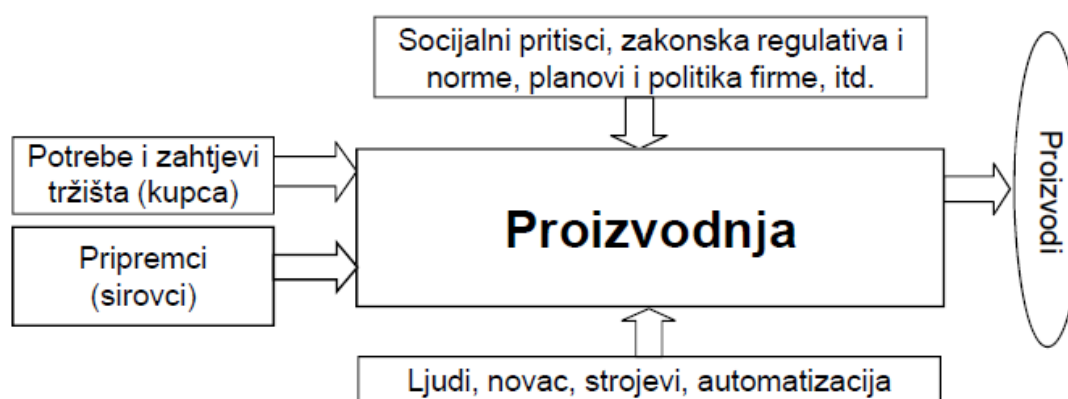 Socijalni pritisci, zakonska regulativa i
norme, planovi i politika firme, itd.
Potrebe i zahtjevi
tržišta (kupca)
Pripremci
(sirovci)
Proizvodnja
Proizvodi
Ljudi, novac, strojevi, automatizacija